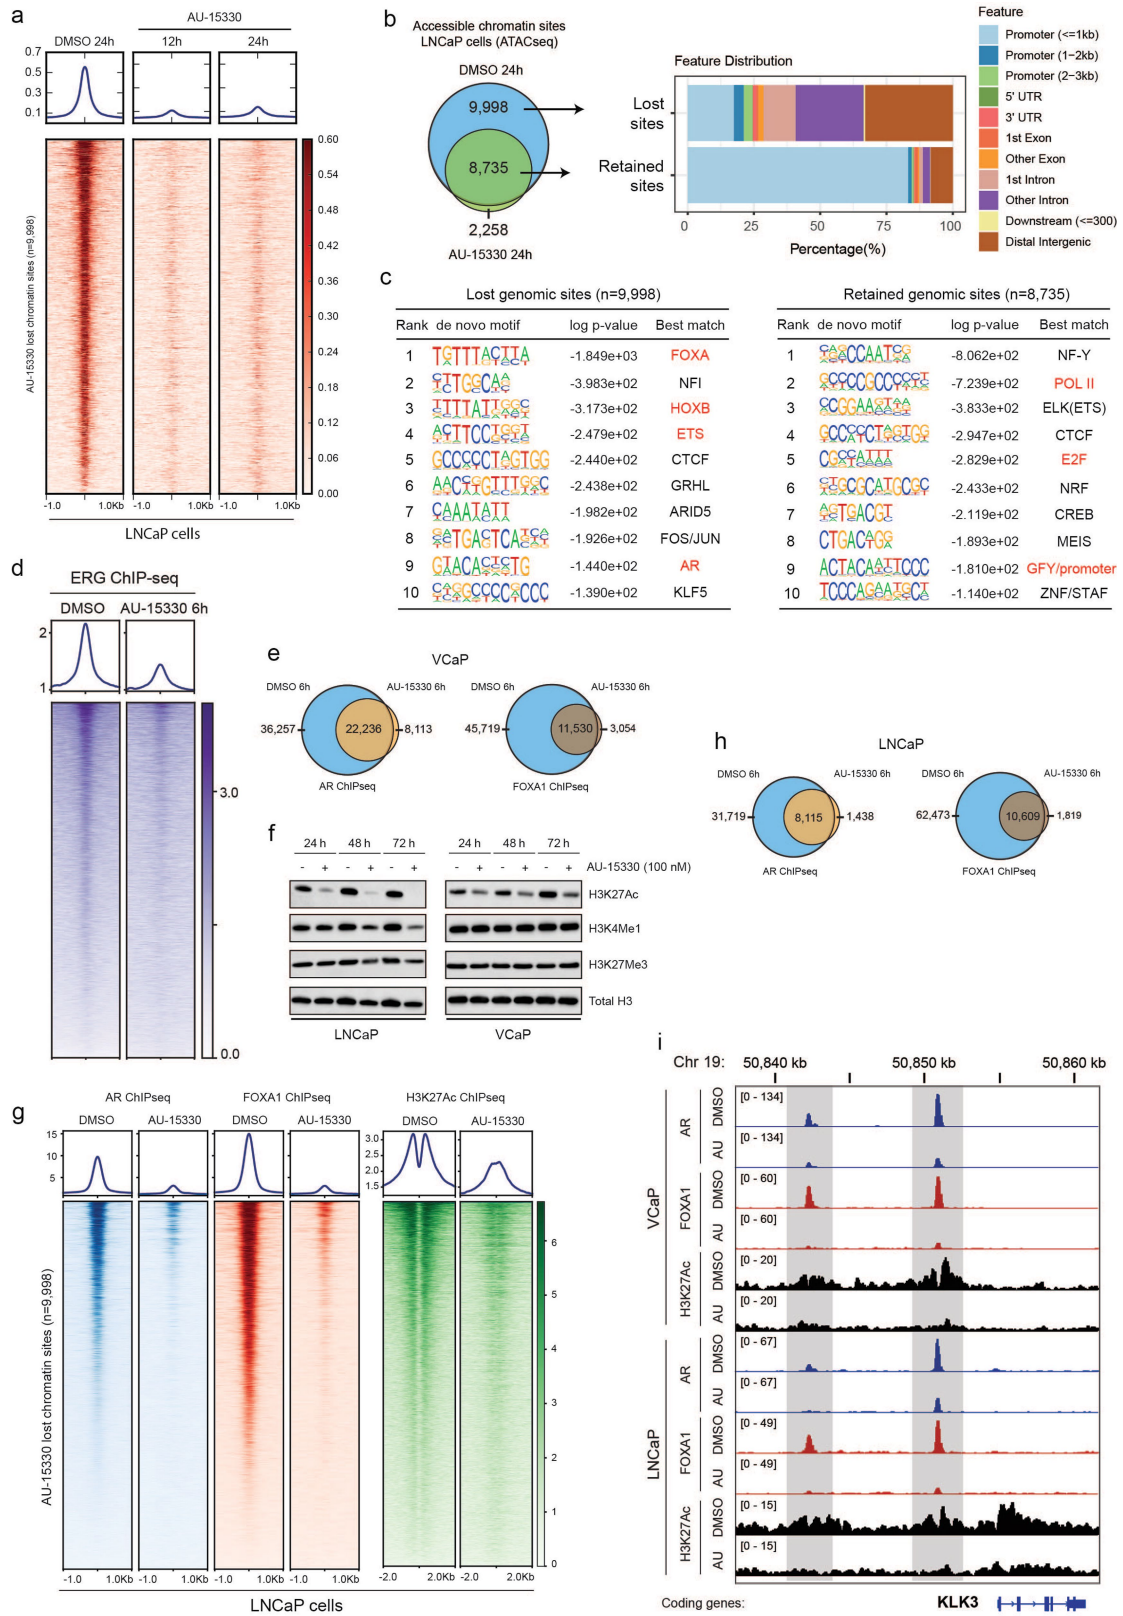 a
AU-15330
DMSO 24h 12h 24h
0.7
0.5
0.3
0.1
AU-15330 lost chromatin sites (n=9,998)
0.60
0.54
0.48
0.42
0.36
0.30
0.24
0.18
0.12
0.06
0.00
-1.0 1.0Kb -1.0 1.0Kb -1.0 1.0Kb
LNCaP cells
b
Accessible chromatin sites
LNCaP cells (ATACseq)
DMSO 24h
9,998
8,735
2,258
AU-15330 24h
Feature Distribution
Lost
sites
Retained
sites
0 25 50 75 100
Percentage(%)
Feature
Promoter (<=1kb)
Promoter (1-2kb)
Promoter (2-3kb)
5' UTR
3' UTR
1st Exon
Other Exon
1st Intron
Other Intron
Downstream (<=300)
Distal Intergenic
c
Lost genomic sites (n=9,998)
Rank de novo motif log p-value Best match
1 TGTTTACTTA -1.849e+03 FOXA
2 -3.983e+02 NFI
3 -3.173e+02 HOXB
4 -2.479e+02 ETS
5 -2.440e+02 CTCF
6 -2.438e+02 GRHL
7 -1.982e+02 ARID5
8 -1.926e+02 FOS/JUN
9 -1.440e+02 AR
10 -1.390e+02 KLF5
Retained genomic sites (n=8,735)
Rank de novo motif log p-value Best match
1 -8.062e+02 NF-Y
2 -7.239e+02 POL II
3 -3.833e+02 ELK(ETS)
4 -2.947e+02 CTCF
5 -2.829e+02 E2F
6 -2.433e+02 NRF
7 -2.119e+02 CREB
8 -1.893e+02 MEIS
9 -1.810e+02 GFY/promoter
10 -1.140e+02 ZNF/STAF
d
ERG ChIP-seq
DMSO AU-15330 6h
2
1
3.0
0.0
e
VCaP
DMSO 6h AU-15330 6h
36,257 22,236 8,113
AR ChIPseq
DMSO 6h AU-15330 6h
45,719 11,530 3,054
FOXA1 ChIPseq
f
24 h 48 h 72 h 24 h 48 h 72 h
- + - + - + - + - + - + AU-15330 (100 nM)
H3K27Ac
H3K4Me1
H3K27Me3
Total H3
LNCaP VCaP
g
AR ChIPseq FOXA1 ChIPseq H3K27Ac ChIPseq
DMSO AU-15330 DMSO AU-15330 DMSO AU-15330
15
10
5
3.0
2.5
2.0
1.5
AU-15330 lost chromatin sites (n=9,998)
6
5
4
3
2
1
0
-1.0 1.0Kb -1.0 1.0Kb -1.0 1.0Kb -1.0 1.0Kb -2.0 2.0Kb -2.0 2.0Kb
LNCaP cells
h
LNCaP
DMSO 6h AU-15330 6h
31,719 8,115 1,438
AR ChIPseq
DMSO 6h AU-15330 6h
62,473 10,609 1,819
FOXA1 ChIPseq
i
Chr 19: 50,840 kb 50,850 kb 50,860 kb
VCaP
AR
DMSO [0 - 134]
AU [0 - 134]
FOXA1
DMSO [0 - 60]
AU [0 - 60]
H3K27Ac
DMSO [0 - 20]
AU [0 - 20]
LNCaP
AR
DMSO [0 - 67]
AU [0 - 67]
FOXA1
DMSO [0 - 49]
AU [0 - 49]
H3K27Ac
DMSO [0 - 15]
AU [0 - 15]
Coding genes: KLK3